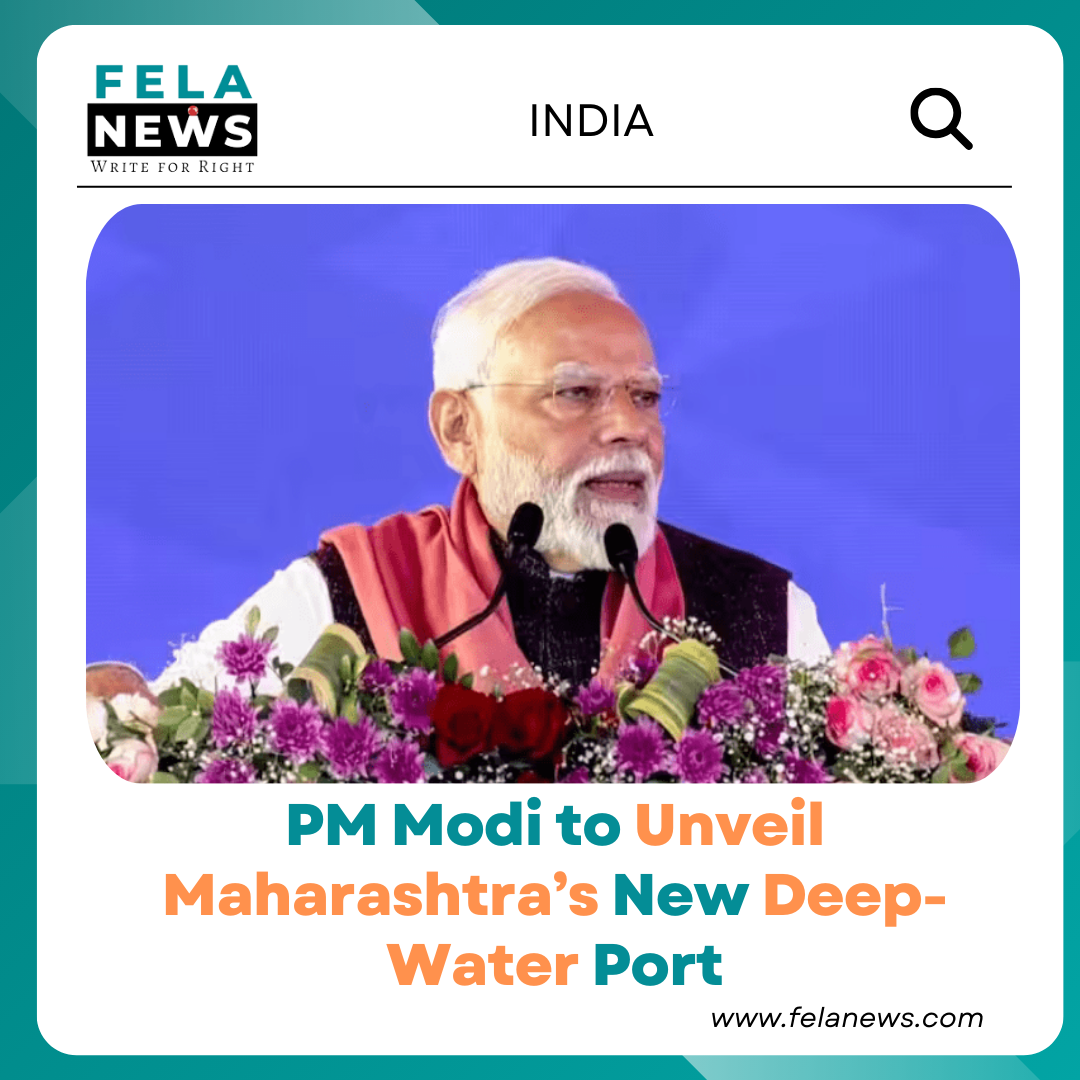 FELA
NEWS
WRITE FOR RIGHT
INDIA
PM Modi to Unveil
Maharashtra’s New Deep-
Water Port
www.felanews.com